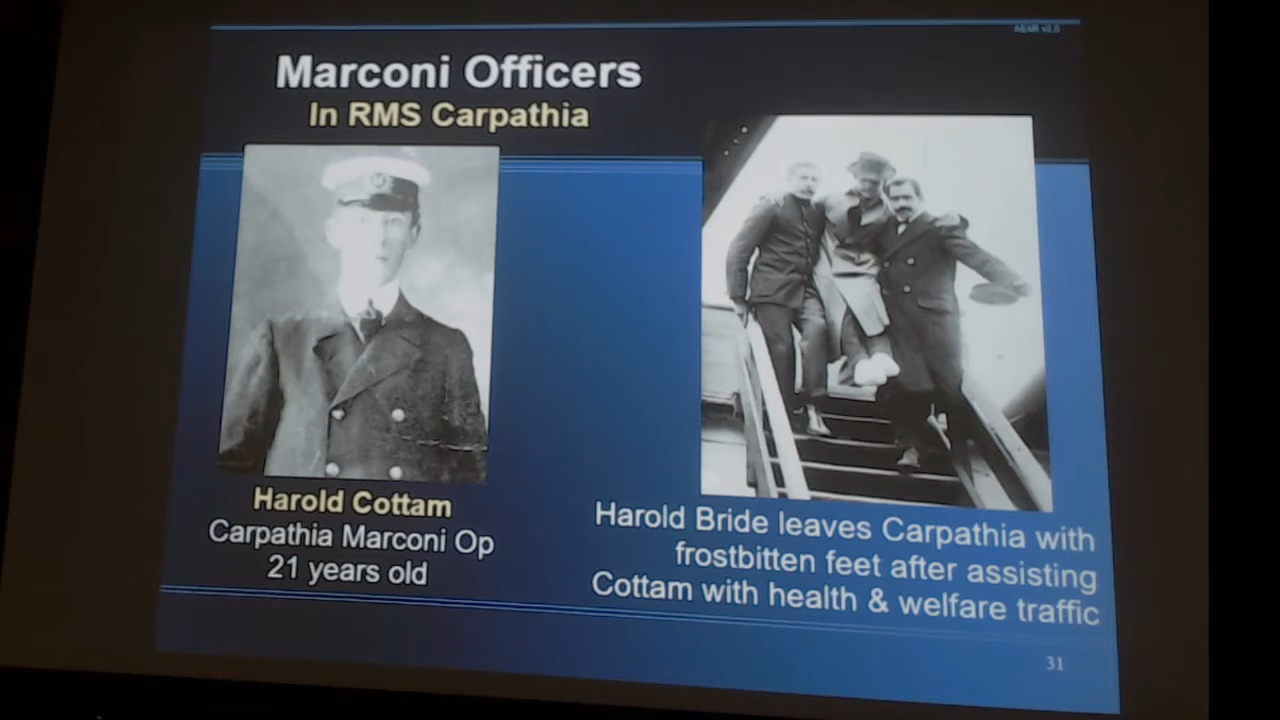 Marconi Officers
In RMS Carpathia
Harold Cottam
Carpathia Marconi Op
21 years old
Harold Bride leaves Carpathia with
frostbitten feet after assisting
Cottam with health & welfare traffic
31